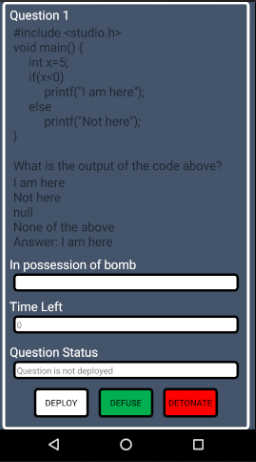 Question 1
#include <studio.h>
void main() {
int x=5;
if(x<0)
printf("I am here");
else
printf("Not here");
}
What is the output of the code above?
I am here
Not here
null
None of the above
Answer: I am here
In possession of bomb
Time Left
0
Question Status
Question is not deployed
DEPLOY DEFUSE DETONATE